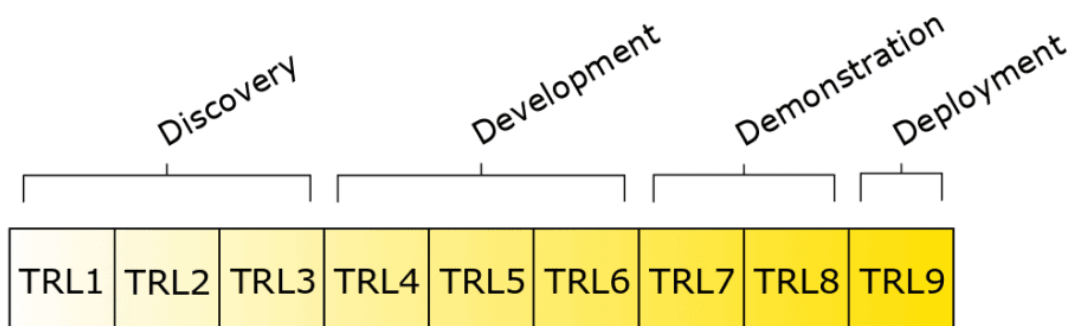 Discovery
Development
Demonstration
Deployment
TRL1 TRL2 TRL3 TRL4 TRL5 TRL6 TRL7 TRL8 TRL9